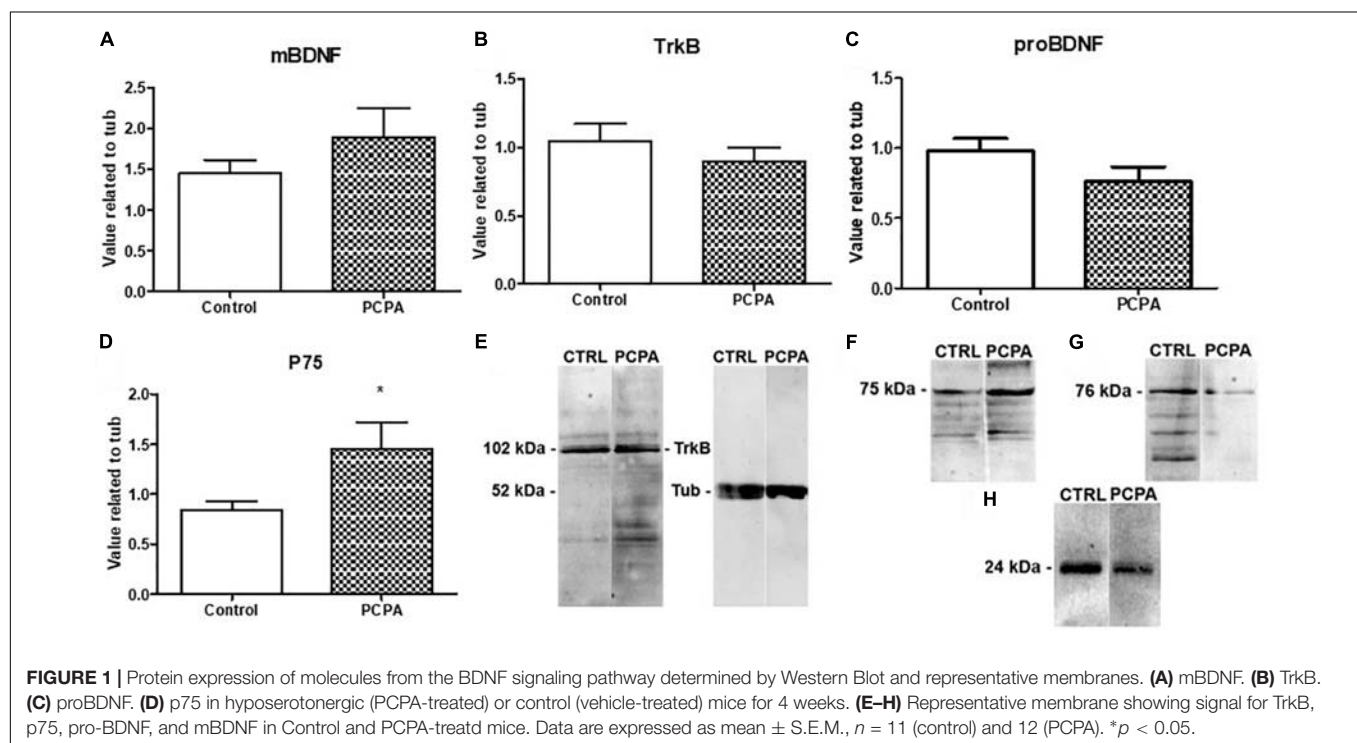 A
mBDNF
Value related to tub
2.5
2.0
1.5
1.0
0.5
0.0
Control
PCPA
B
TrkB
Value related to tub
1.5
1.0
0.5
0.0
Control
PCPA
C
proBDNF
Value related to tub
1.5
1.0
0.5
0.0
Control
PCPA
D
P75
Value related to tub
2.0
1.5
1.0
0.5
0.0
*
Control
PCPA
E
CTRL PCPA
102 kDa - - TrkB
52 kDa - Tub -
F
CTRL PCPA
75 kDa -
G
CTRL PCPA
76 kDa -
H
CTRL PCPA
24 kDa -
FIGURE 1 | Protein expression of molecules from the BDNF signaling pathway determined by Western Blot and representative membranes. (A) mBDNF. (B) TrkB.
(C) proBDNF. (D) p75 in hyposerotonergic (PCPA-treated) or control (vehicle-treated) mice for 4 weeks. (E–H) Representative membrane showing signal for TrkB,
p75, pro-BDNF, and mBDNF in Control and PCPA-treatd mice. Data are expressed as mean ± S.E.M., n = 11 (control) and 12 (PCPA). *p < 0.05.